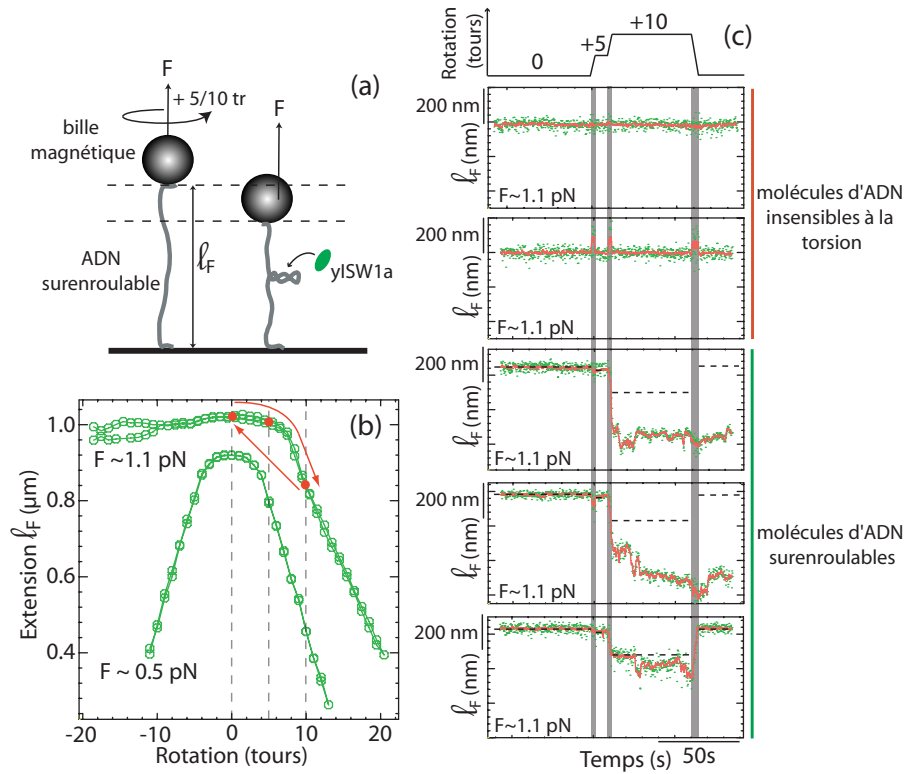 (a)
F
+ 5/10 tr
bille
magnétique
F
ADN
surenroulable
ℓF
yISW1a
(b)
Extension ℓF (µm)
1.0
0.8
0.6
0.4
F ~1.1 pN
F ~ 0.5 pN
-20
-10
0
10
20
Rotation (tours)
(c)
Rotation
(tours)
0
+5
+10
200 nm
ℓF (nm)
F~1.1 pN
200 nm
ℓF (nm)
F~1.1 pN
molécules d'ADN
insensibles à la
torsion
200 nm
ℓF (nm)
F~1.1 pN
200 nm
ℓF (nm)
F~1.1 pN
200 nm
ℓF (nm)
F~1.1 pN
molécules d'ADN
surenroulables
Temps (s)
50s